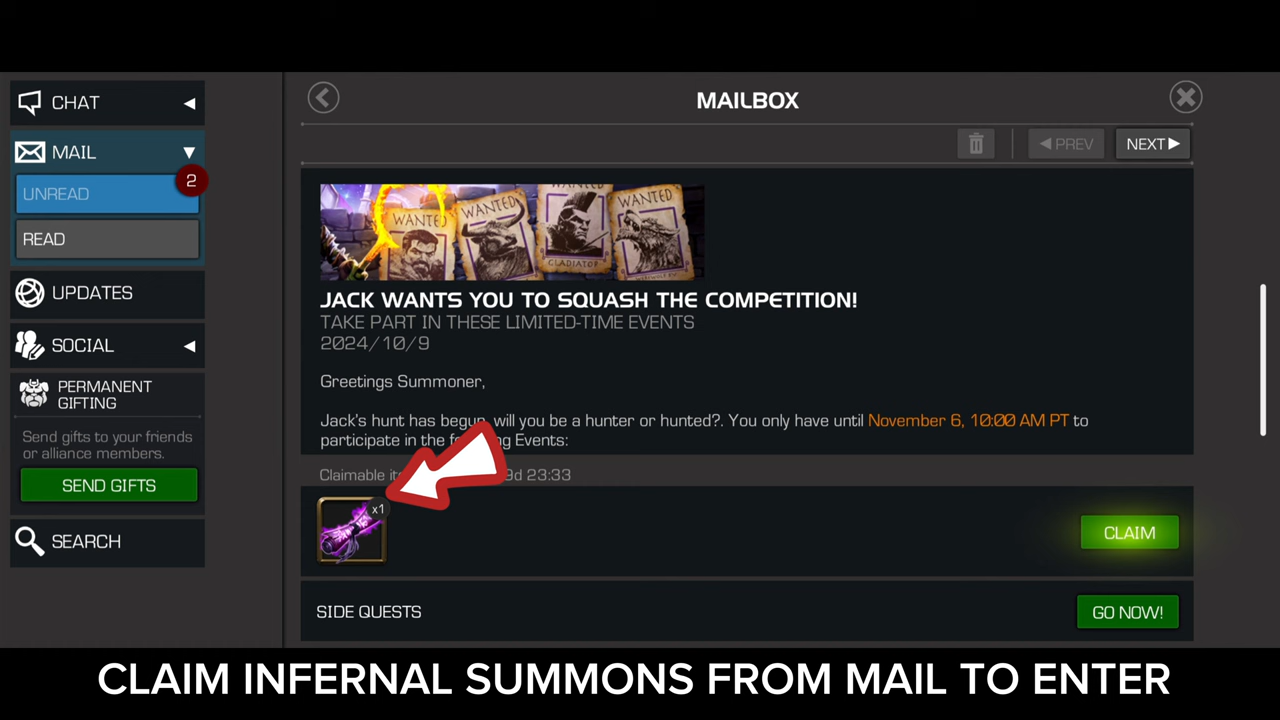 CHAT
MAIL
2
UNREAD
READ
UPDATES
SOCIAL
PERMANENT
GIFTING
Send gifts to your friends
or alliance members.
SEND GIFTS
SEARCH
MAILBOX
PREV
NEXT
WANTED
WANTED
WANTED
WANTED
GLADIATOR
JACK WANTS YOU TO SQUASH THE COMPETITION!
TAKE PART IN THESE LIMITED-TIME EVENTS
2024/10/9
Greetings Summoner,
Jack's hunt has begun, will you be a hunter or hunted?. You only have until November 6, 10:00 AM PT to
participate in the Events:
Claimable 9d 23:33
x1
CLAIM
SIDE QUESTS
GO NOW!
CLAIM INFERNAL SUMMONS FROM MAIL TO ENTER